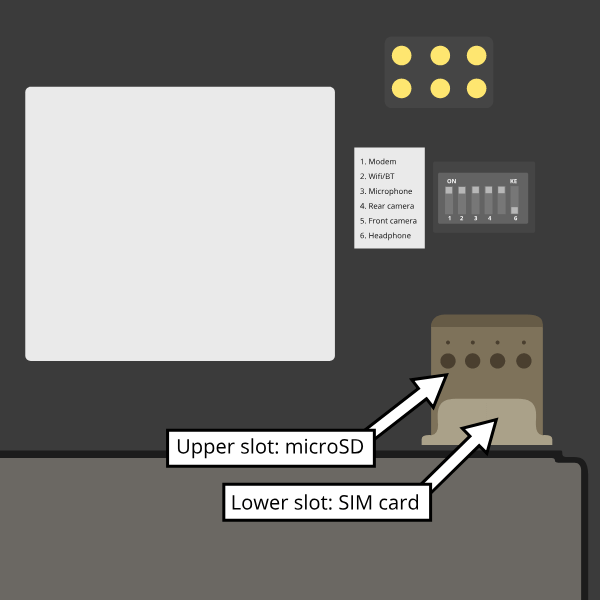 1. Modem
2. Wifi/BT
3. Microphone
4. Rear camera
5. Front camera
6. Headphone
ON KE
1 2 3 4 6
Upper slot: microSD
Lower slot: SIM card